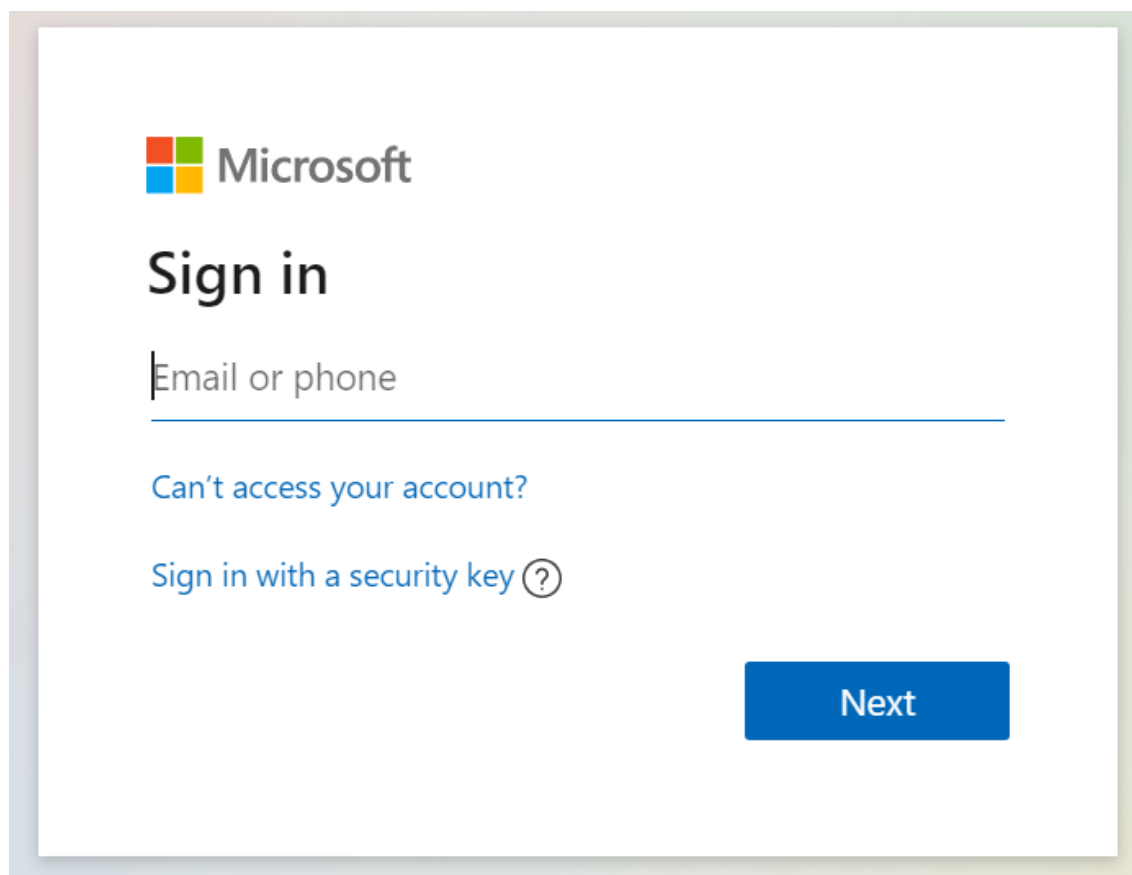 Microsoft
Sign in
Email or phone
Can’t access your account?
Sign in with a security key ?
Next